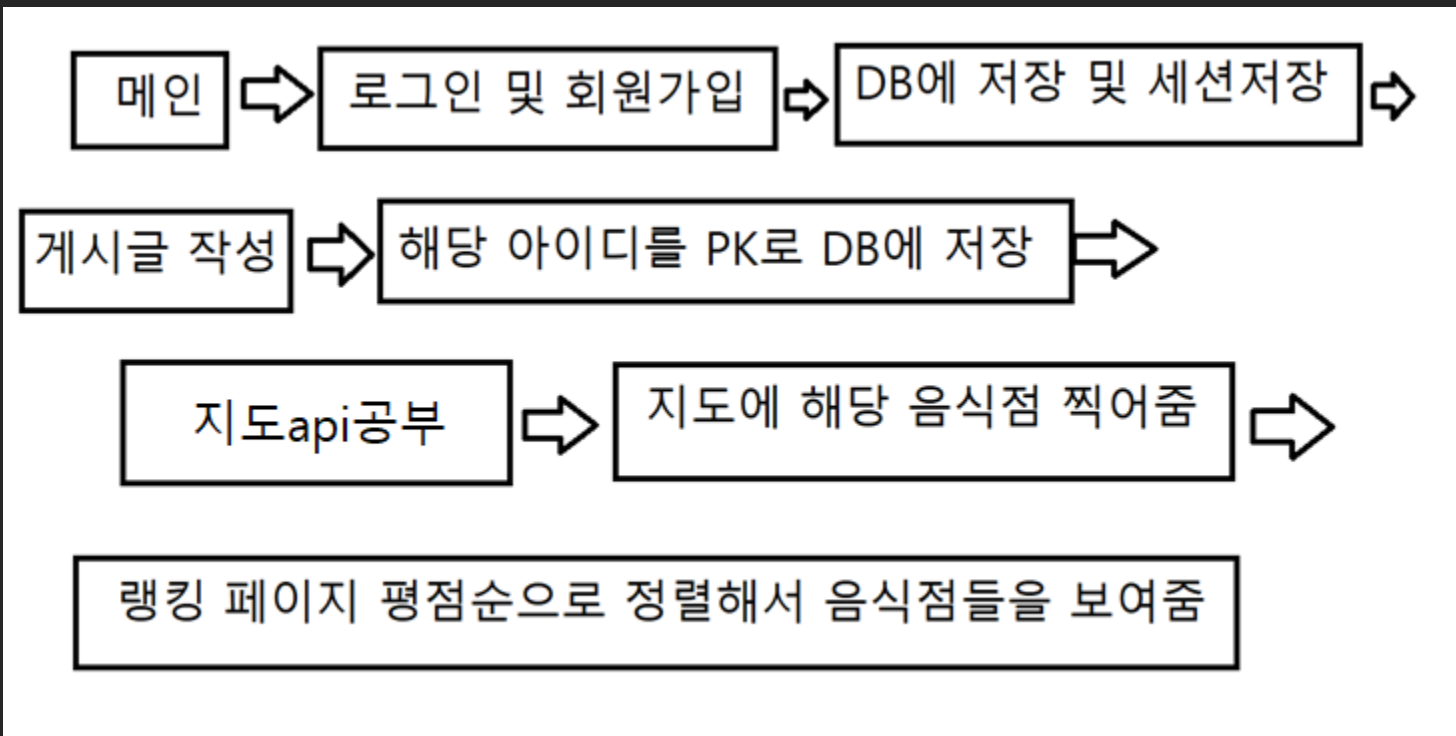 메인
로그인 및 회원가입
DB에 저장 및 세션저장
게시글 작성
해당 아이디를 PK로 DB에 저장
지도api공부
지도에 해당 음식점 찍어줌
랭킹 페이지 평점순으로 정렬해서 음식점들을 보여줌